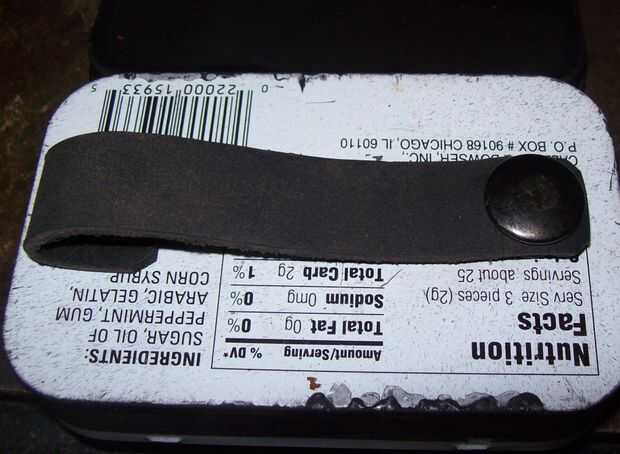 Nutrition
Facts
Serv Size 3 pieces (2g)
Servings about 25
Amount/Serving % DV*
Total Fat 0g 0%
Sodium 0mg 0%
Total Carb 2g 1%
INGREDIENTS:
SUGAR, OIL OF
PEPPERMINT, GUM
ARABIC, GELATIN,
CORN SYRUP
BOWSER, INC.,
P.O. BOX # 90168 CHICAGO, IL 60110
0 22000 15933 5